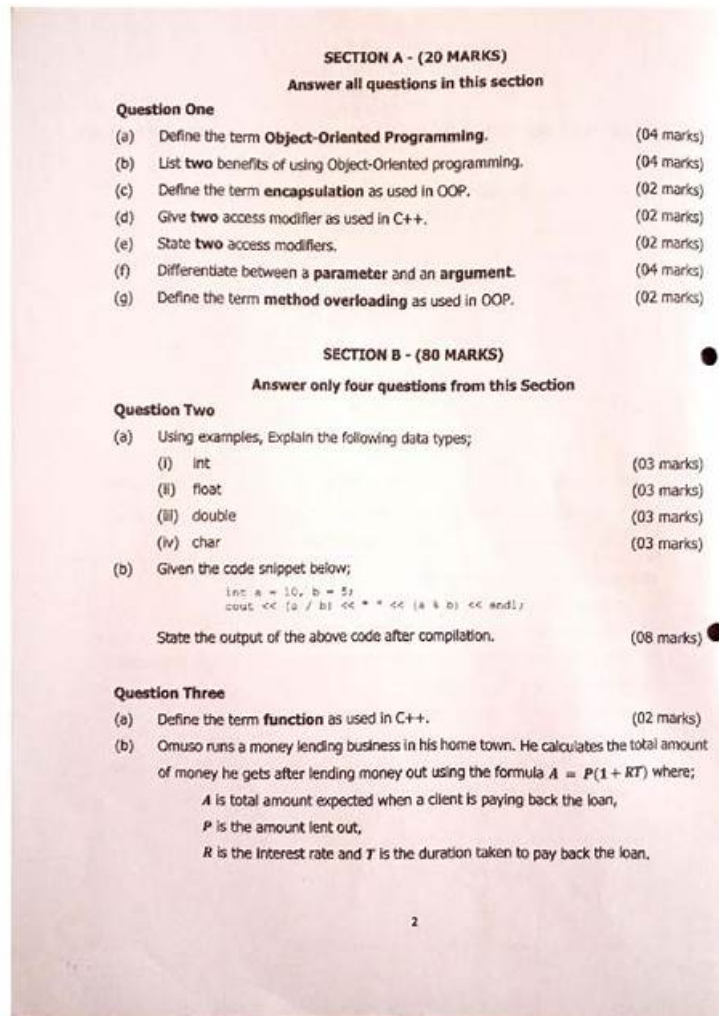 SECTION A - (20 MARKS)
Answer all questions in this section
Question One
(a) Define the term Object-Oriented Programming. (04 marks)
(b) List two benefits of using Object-Oriented programming. (04 marks)
(c) Define the term encapsulation as used in OOP. (02 marks)
(d) Give two access modifier as used in C++. (02 marks)
(e) State two access modifiers. (02 marks)
(f) Differentiate between a parameter and an argument. (04 marks)
(g) Define the term method overloading as used in OOP. (02 marks)
SECTION B - (80 MARKS)
Answer only four questions from this Section
Question Two
(a) Using examples, Explain the following data types;
(i) int (03 marks)
(ii) float (03 marks)
(iii) double (03 marks)
(iv) char (03 marks)
(b) Given the code snippet below;
int a = 10, b = 5;
cout << (a / b) << " " << (a % b) << endl;
State the output of the above code after compilation. (08 marks)
Question Three
(a) Define the term function as used in C++. (02 marks)
(b) Omuso runs a money lending business in his home town. He calculates the total amount
of money he gets after lending money out using the formula A = P(1 + RT) where;
A is total amount expected when a client is paying back the loan,
P is the amount lent out,
R is the Interest rate and T is the duration taken to pay back the loan.
2